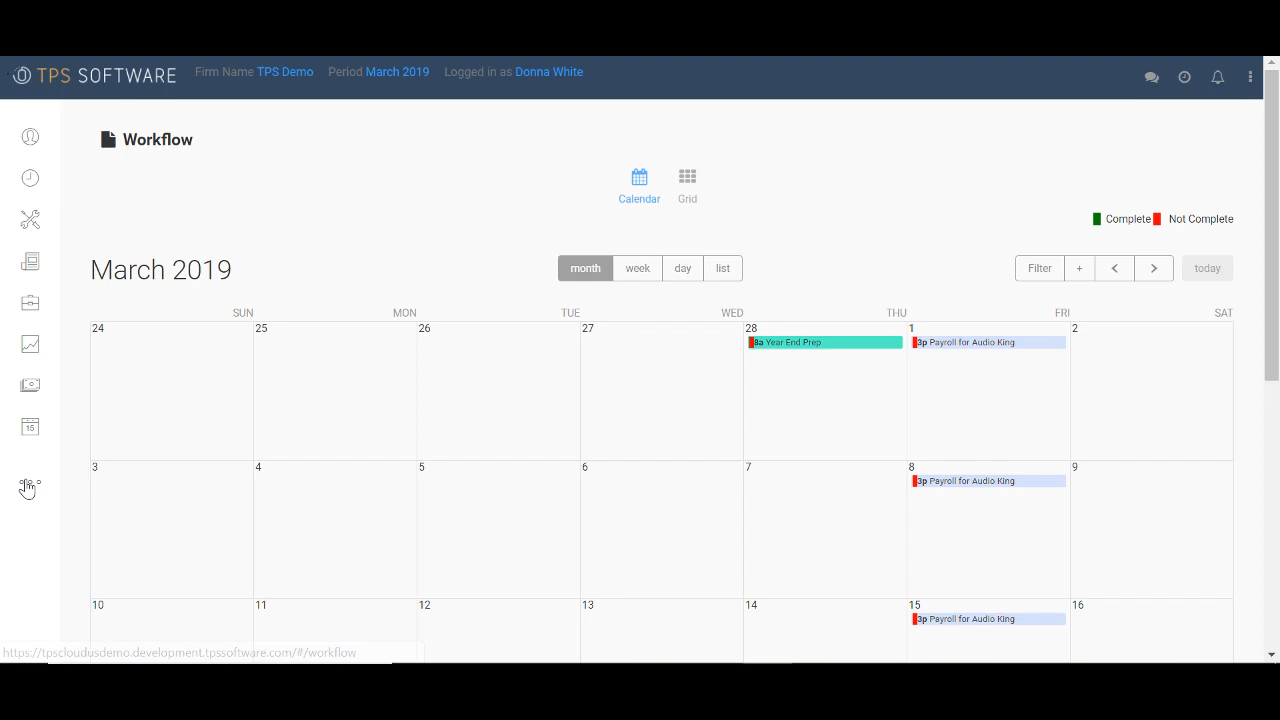 TPS SOFTWARE Firm Name TPS Demo Period March 2019 Logged in as Donna White
Workflow
Calendar Grid
Complete Not Complete
March 2019 month week day list Filter + < > today
SUN MON TUE WED THU FRI SAT
24 25 26 27 28 1 2
8a Year End Prep 3p Payroll for Audio King
15
3 4 5 6 7 8 9
3p Payroll for Audio King
10 11 12 13 14 15 16
3p Payroll for Audio King
https://tpscloudusdemo.development.tpssoftware.com/#/workflow